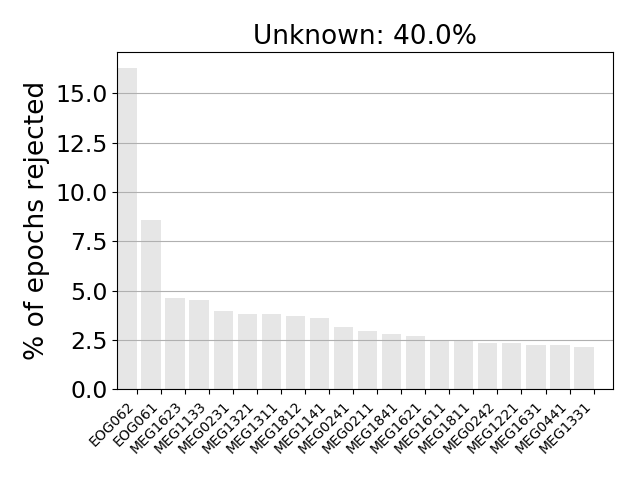 Unknown: 40.0%
% of epochs rejected
15.0
12.5
10.0
7.5
5.0
2.5
0.0
EOG062
EOG061
MEG1623
MEG1133
MEG0231
MEG1321
MEG1311
MEG1812
MEG1141
MEG0241
MEG0211
MEG1841
MEG1621
MEG1611
MEG1811
MEG0242
MEG1221
MEG1631
MEG0441
MEG1331